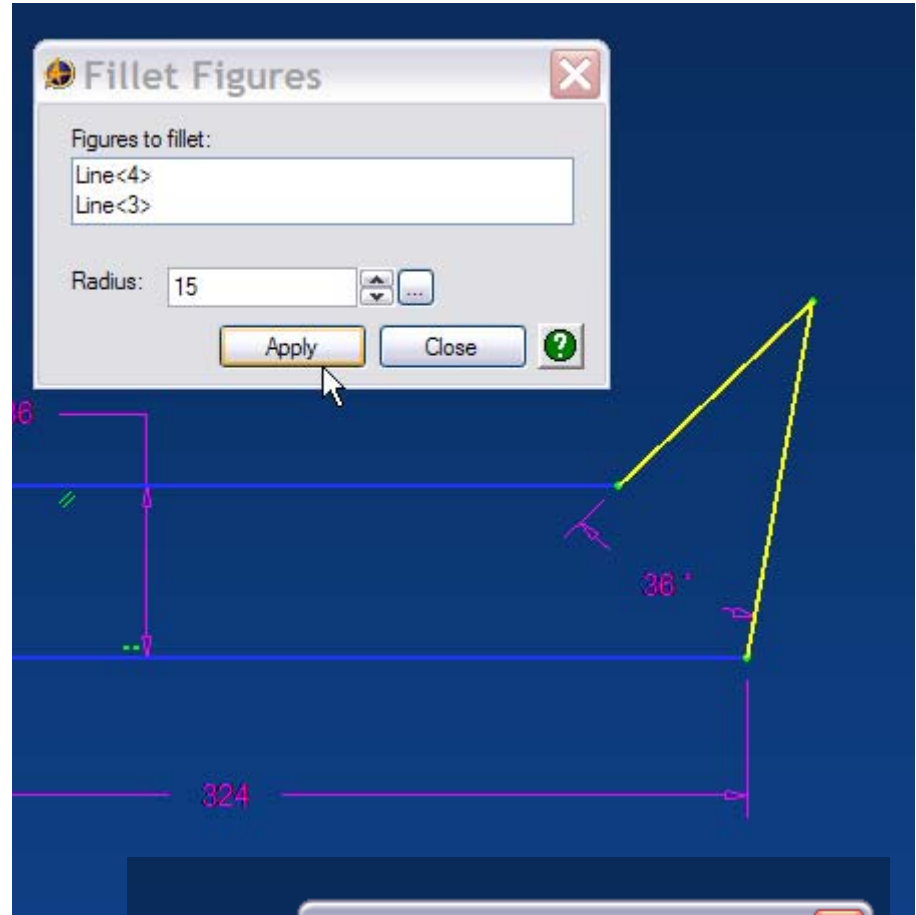 Fillet Figures
Figures to fillet:
Line<4>
Line<3>
Radius: 15 ...
Apply Close ?
36
36 °
324